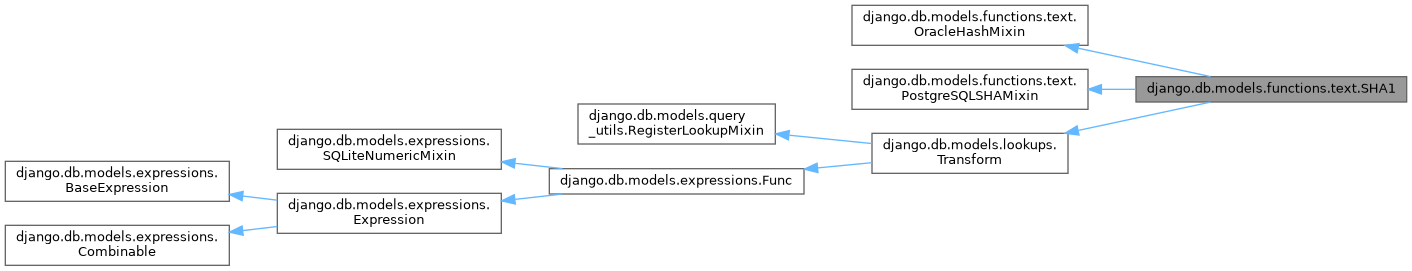 django.db.models.functions.text.
OracleHashMixin
django.db.models.functions.text.
PostgreSQLSHAMixin
django.db.models.functions.text.SHA1
django.db.models.query
_utils.RegisterLookupMixin
django.db.models.lookups.
Transform
django.db.models.expressions.
SQLiteNumericMixin
django.db.models.expressions.Func
django.db.models.expressions.
BaseExpression
django.db.models.expressions.
Expression
django.db.models.expressions.
Combinable